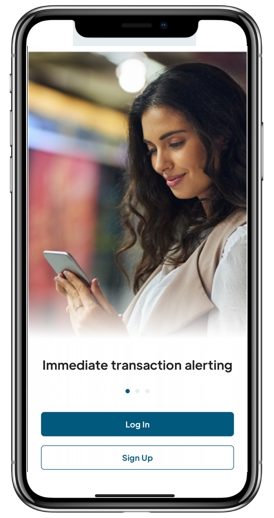 Immediate transaction alerting
Log In
Sign Up